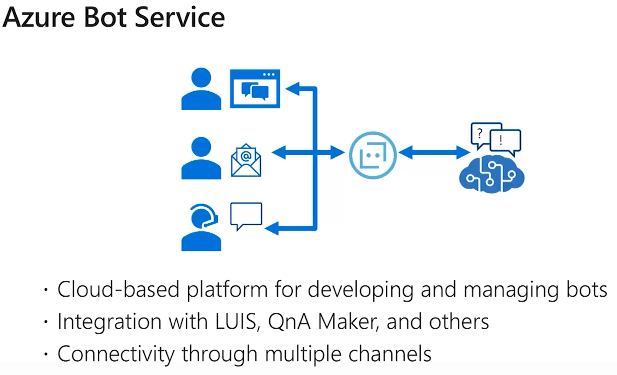 Azure Bot Service
@
? !
· Cloud-based platform for developing and managing bots
· Integration with LUIS, QnA Maker, and others
· Connectivity through multiple channels